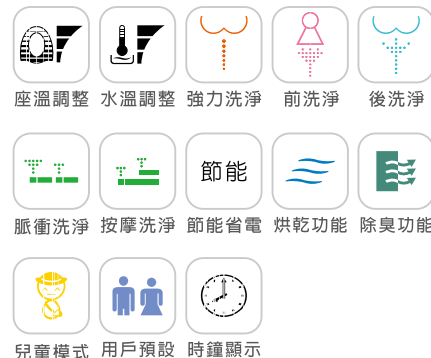 座溫調整 水溫調整 強力洗淨 前洗淨 後洗淨
節能
脈衝洗淨 按摩洗淨 節能省電 烘乾功能 除臭功能
兒童模式 用戶預設 時鐘顯示